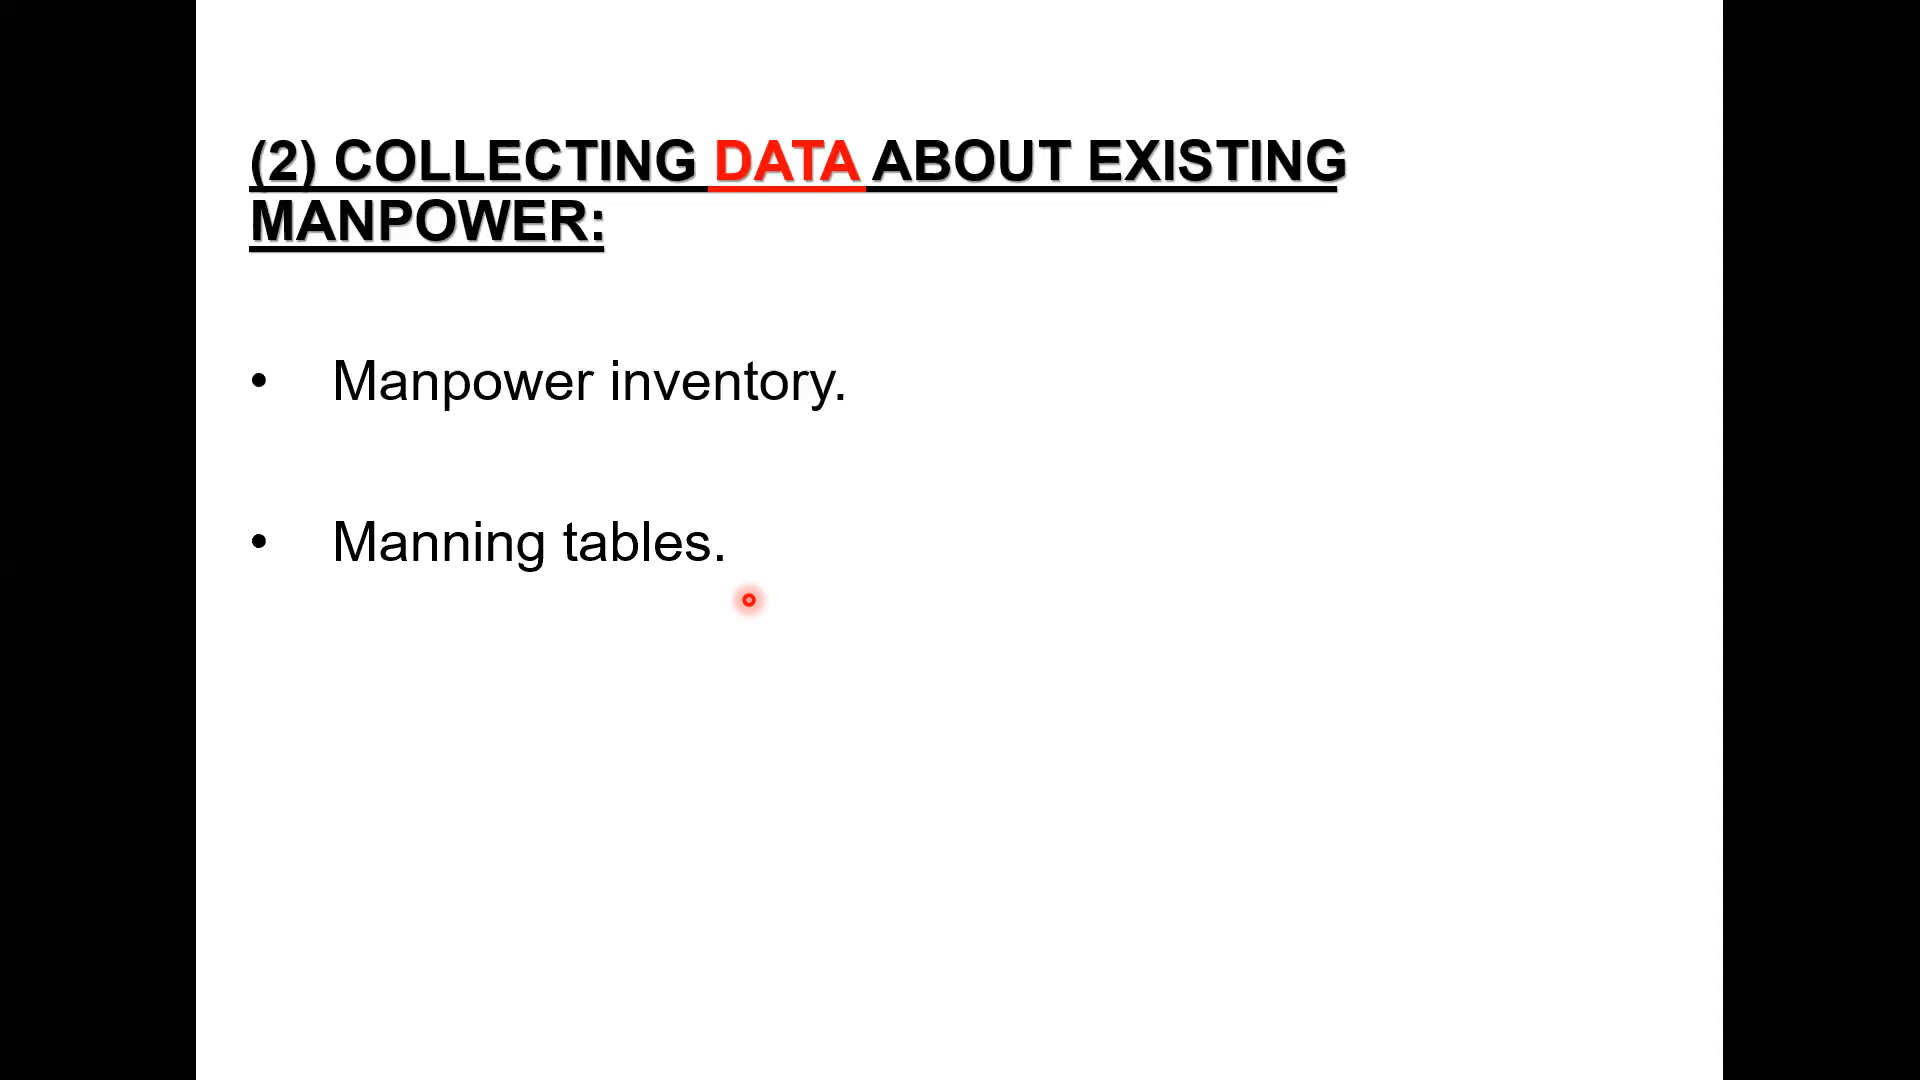 (2) COLLECTING DATA ABOUT EXISTING
MANPOWER:
• Manpower inventory.
• Manning tables.